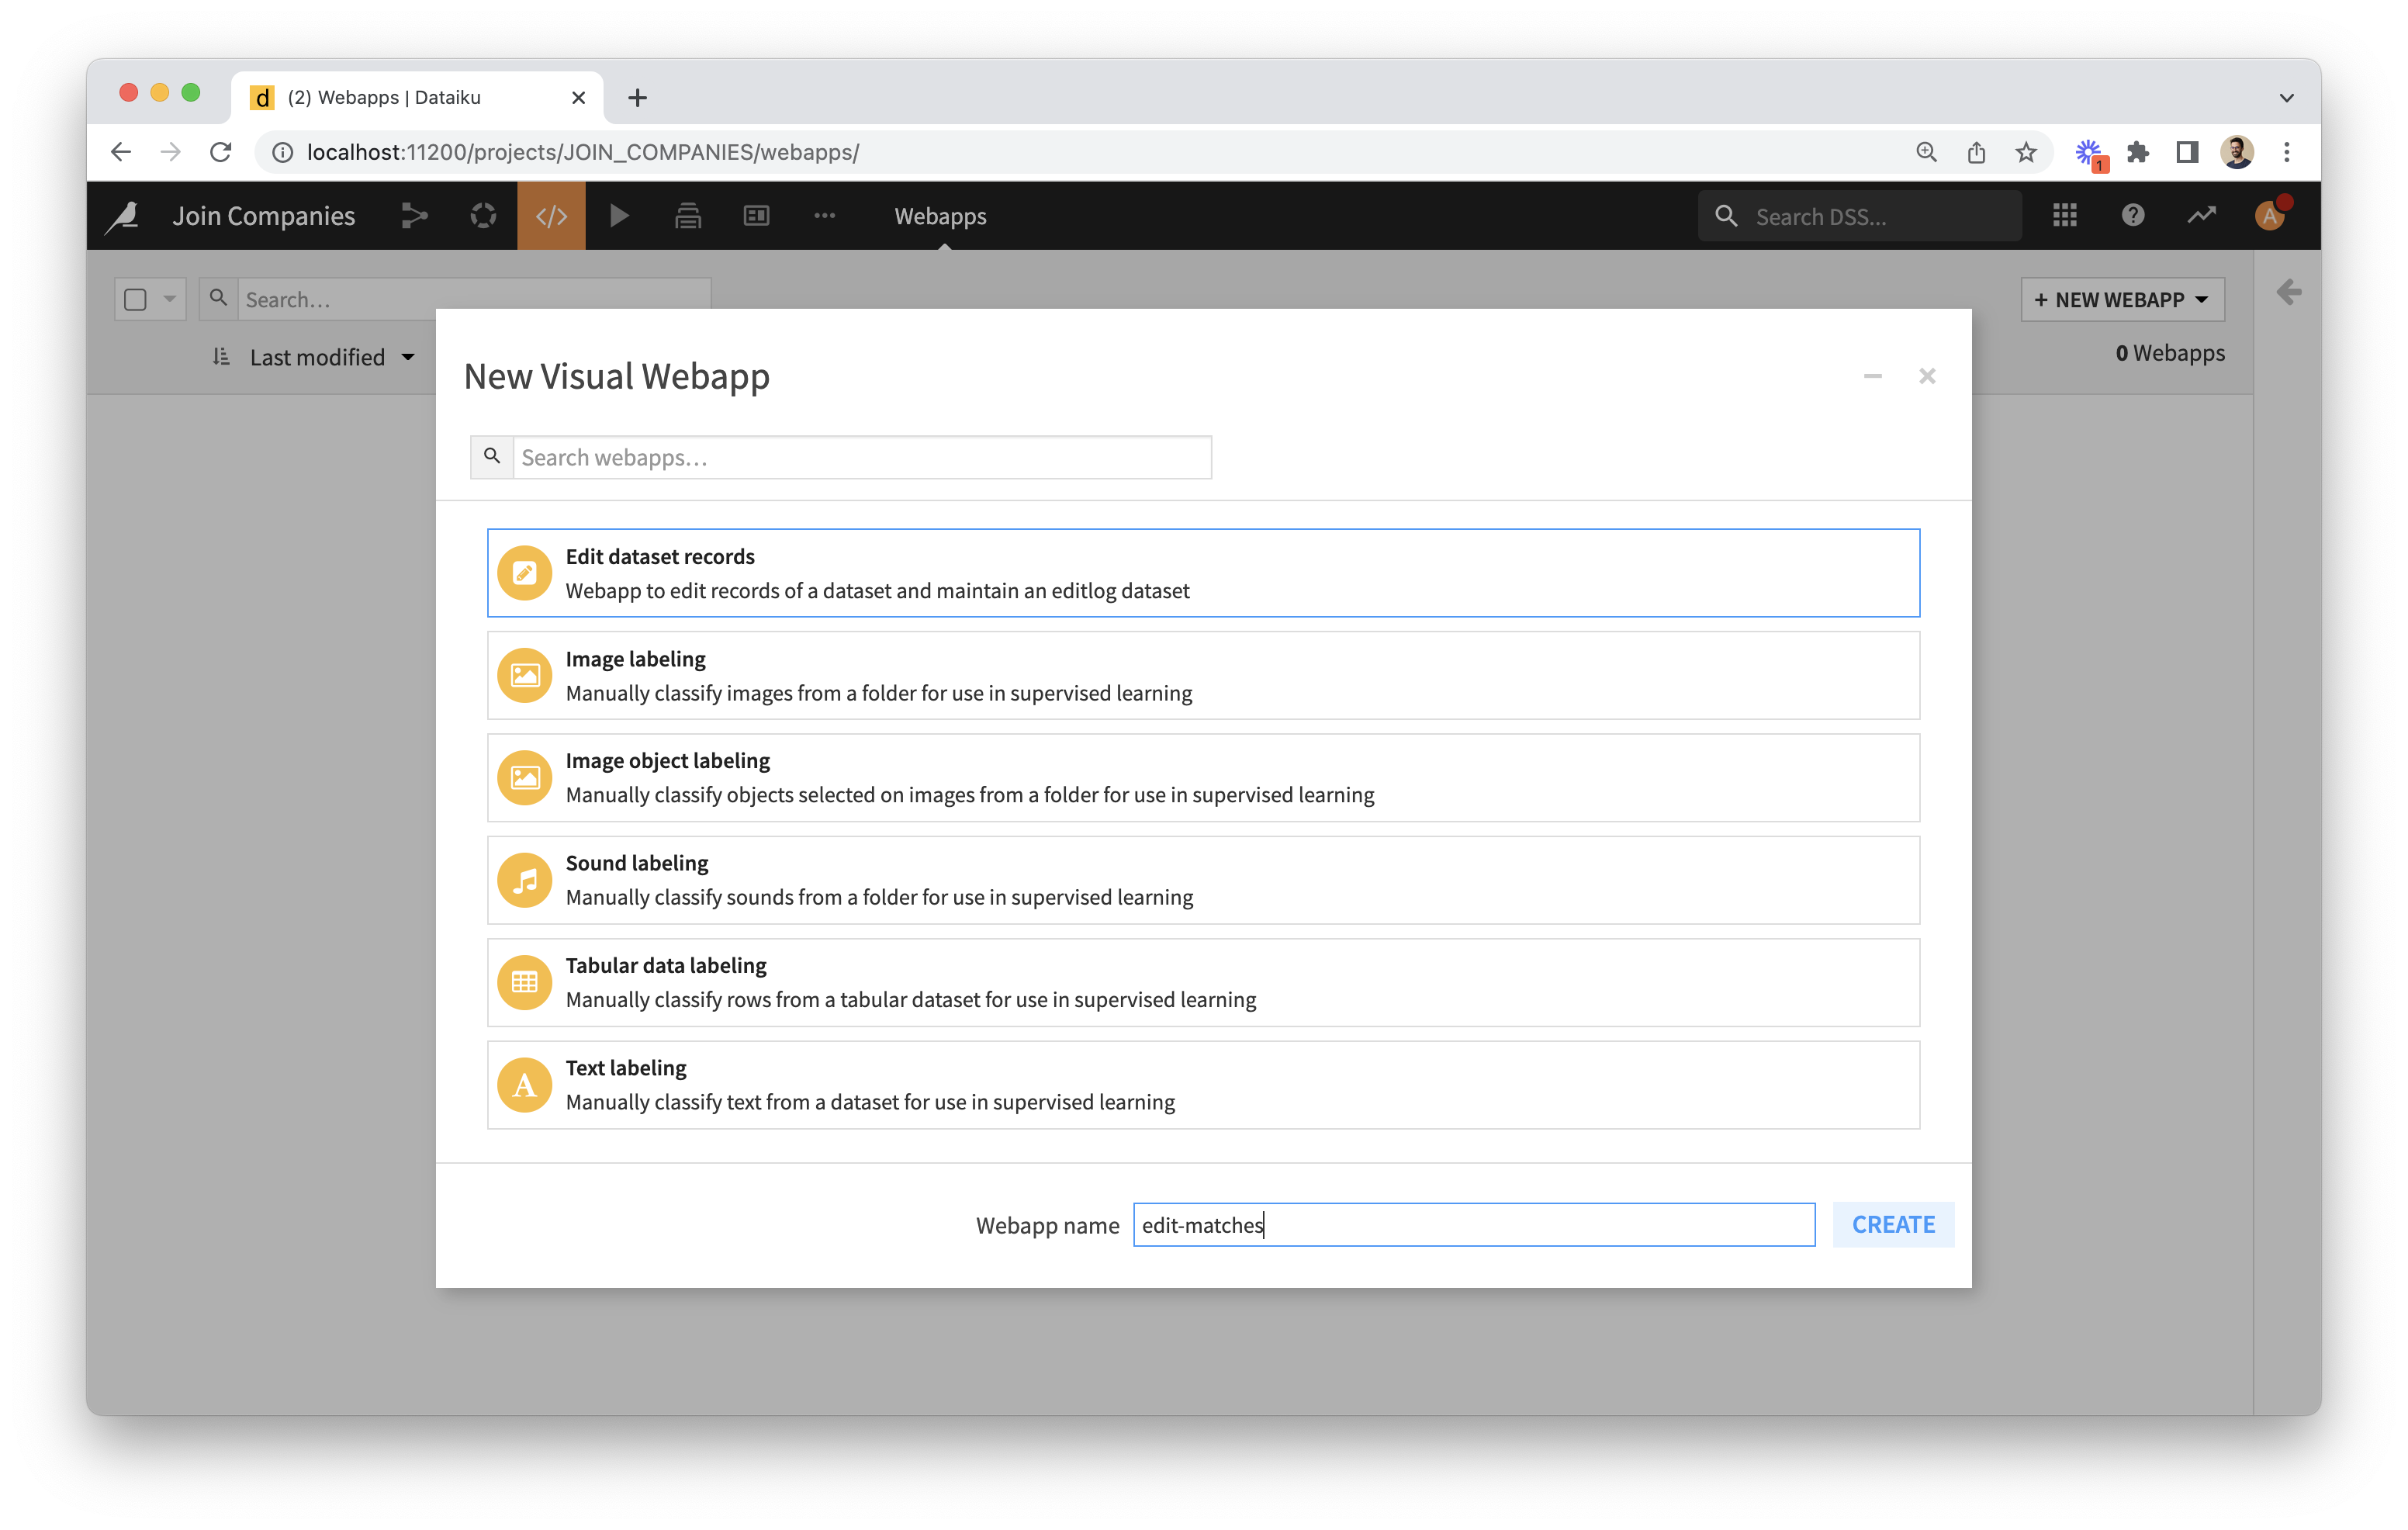 d (2) Webapps | Dataiku
localhost:11200/projects/JOIN_COMPANIES/webapps/
1
Join Companies
Webapps
Search DSS...
A
Search...
+ NEW WEBAPP
Last modified
0 Webapps
New Visual Webapp
Search webapps...
Edit dataset records
Webapp to edit records of a dataset and maintain an editlog dataset
Image labeling
Manually classify images from a folder for use in supervised learning
Image object labeling
Manually classify objects selected on images from a folder for use in supervised learning
Sound labeling
Manually classify sounds from a folder for use in supervised learning
Tabular data labeling
Manually classify rows from a tabular dataset for use in supervised learning
A
Text labeling
Manually classify text from a dataset for use in supervised learning
Webapp name
edit-matches
CREATE